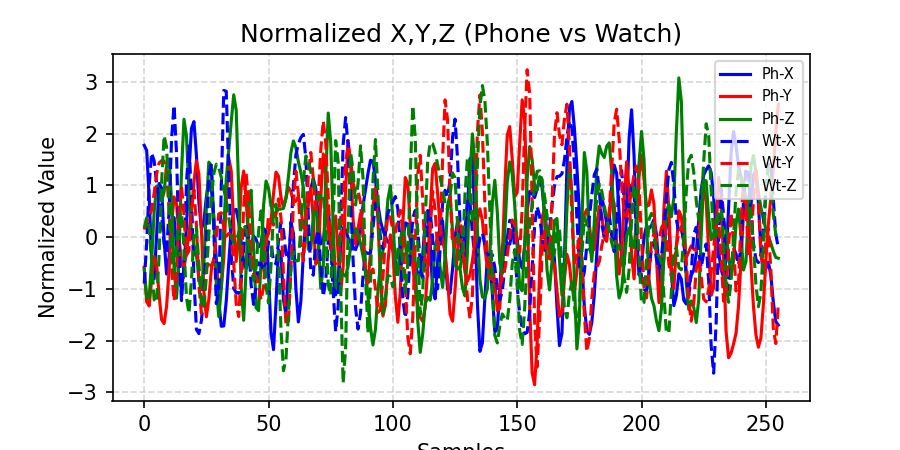 Normalized X,Y,Z (Phone vs Watch)
Normalized Value
3
2
1
0
−1
−2
−3
0 50 100 150 200 250
Samples
Ph-X
Ph-Y
Ph-Z
Wt-X
Wt-Y
Wt-Z